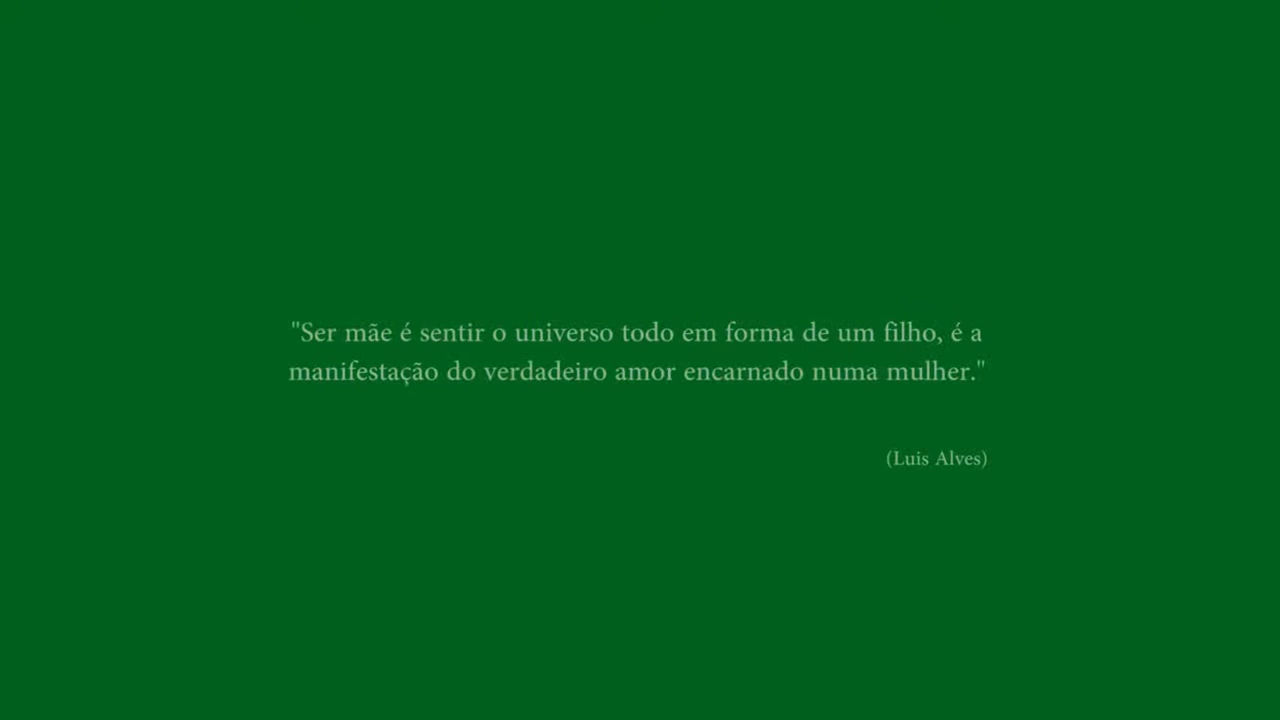 "Ser mãe é sentir o universo todo em forma de um filho, é a
manifestação do verdadeiro amor encarnado numa mulher."
(Luis Alves)